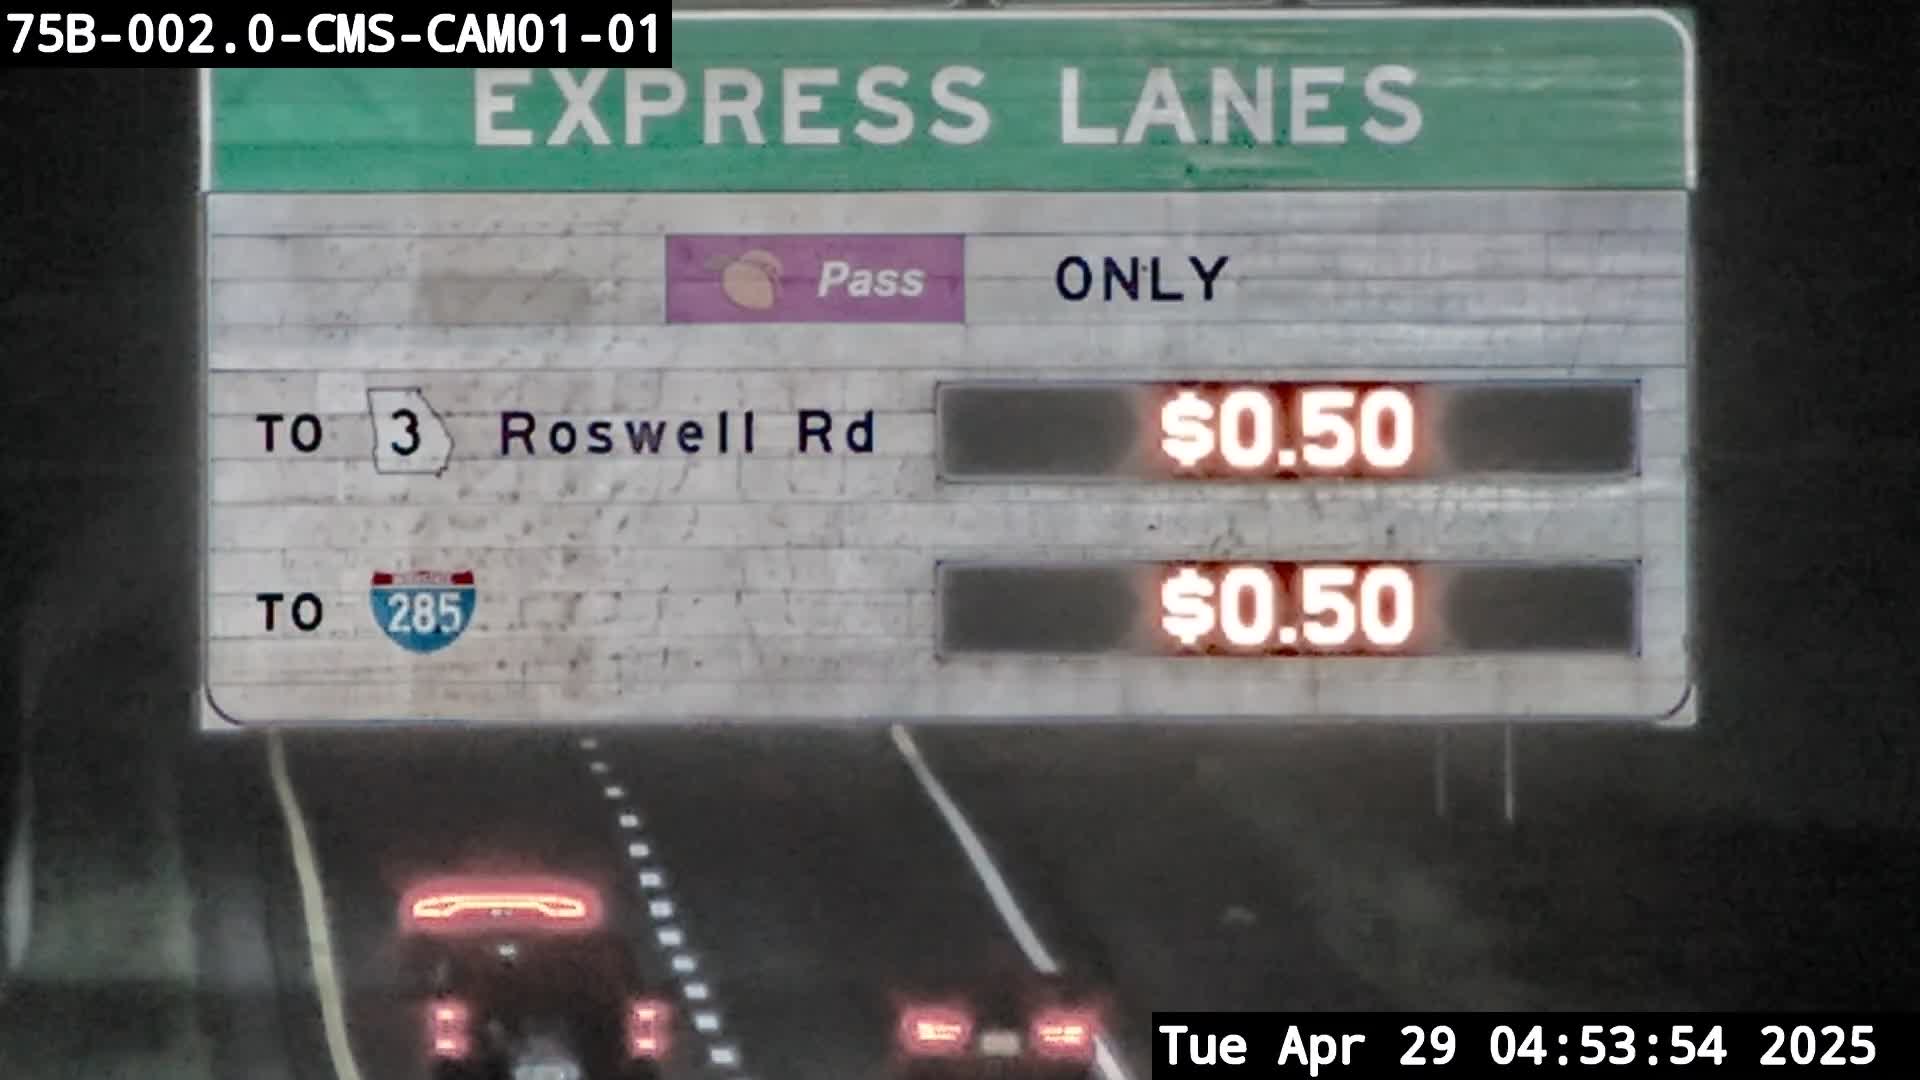 75B-002.0-CMS-CAM01-01
EXPRESS LANES
Pass ONLY
TO 3 Roswell Rd $0.50
TO 285 $0.50
Tue Apr 29 04:53:54 2025